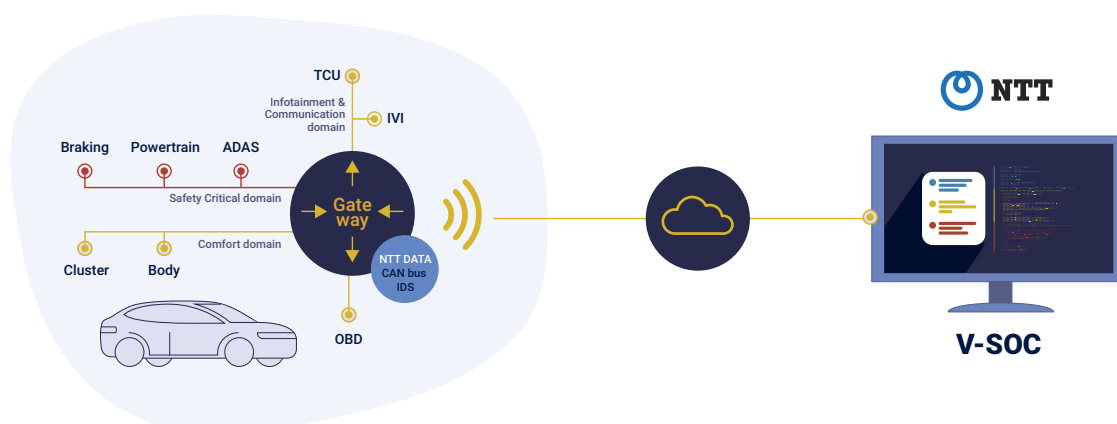 TCU
Infotainment &
Communication
domain
IVI
Braking
Powertrain
ADAS
Safety Critical domain
Gate
way
Comfort domain
Cluster
Body
NTT DATA
CAN bus
IDS
OBD
NTT
V-SOC